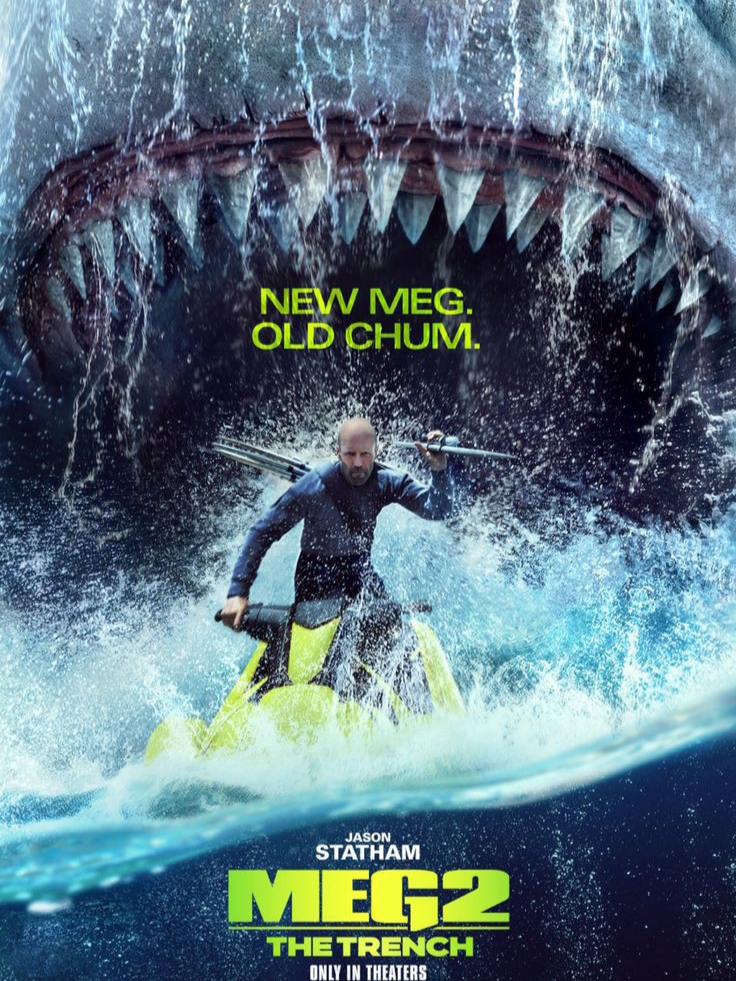 NEW MEG.
OLD CHUM.
JASON
STATHAM
MEG2
THE TRENCH
ONLY IN THEATERS